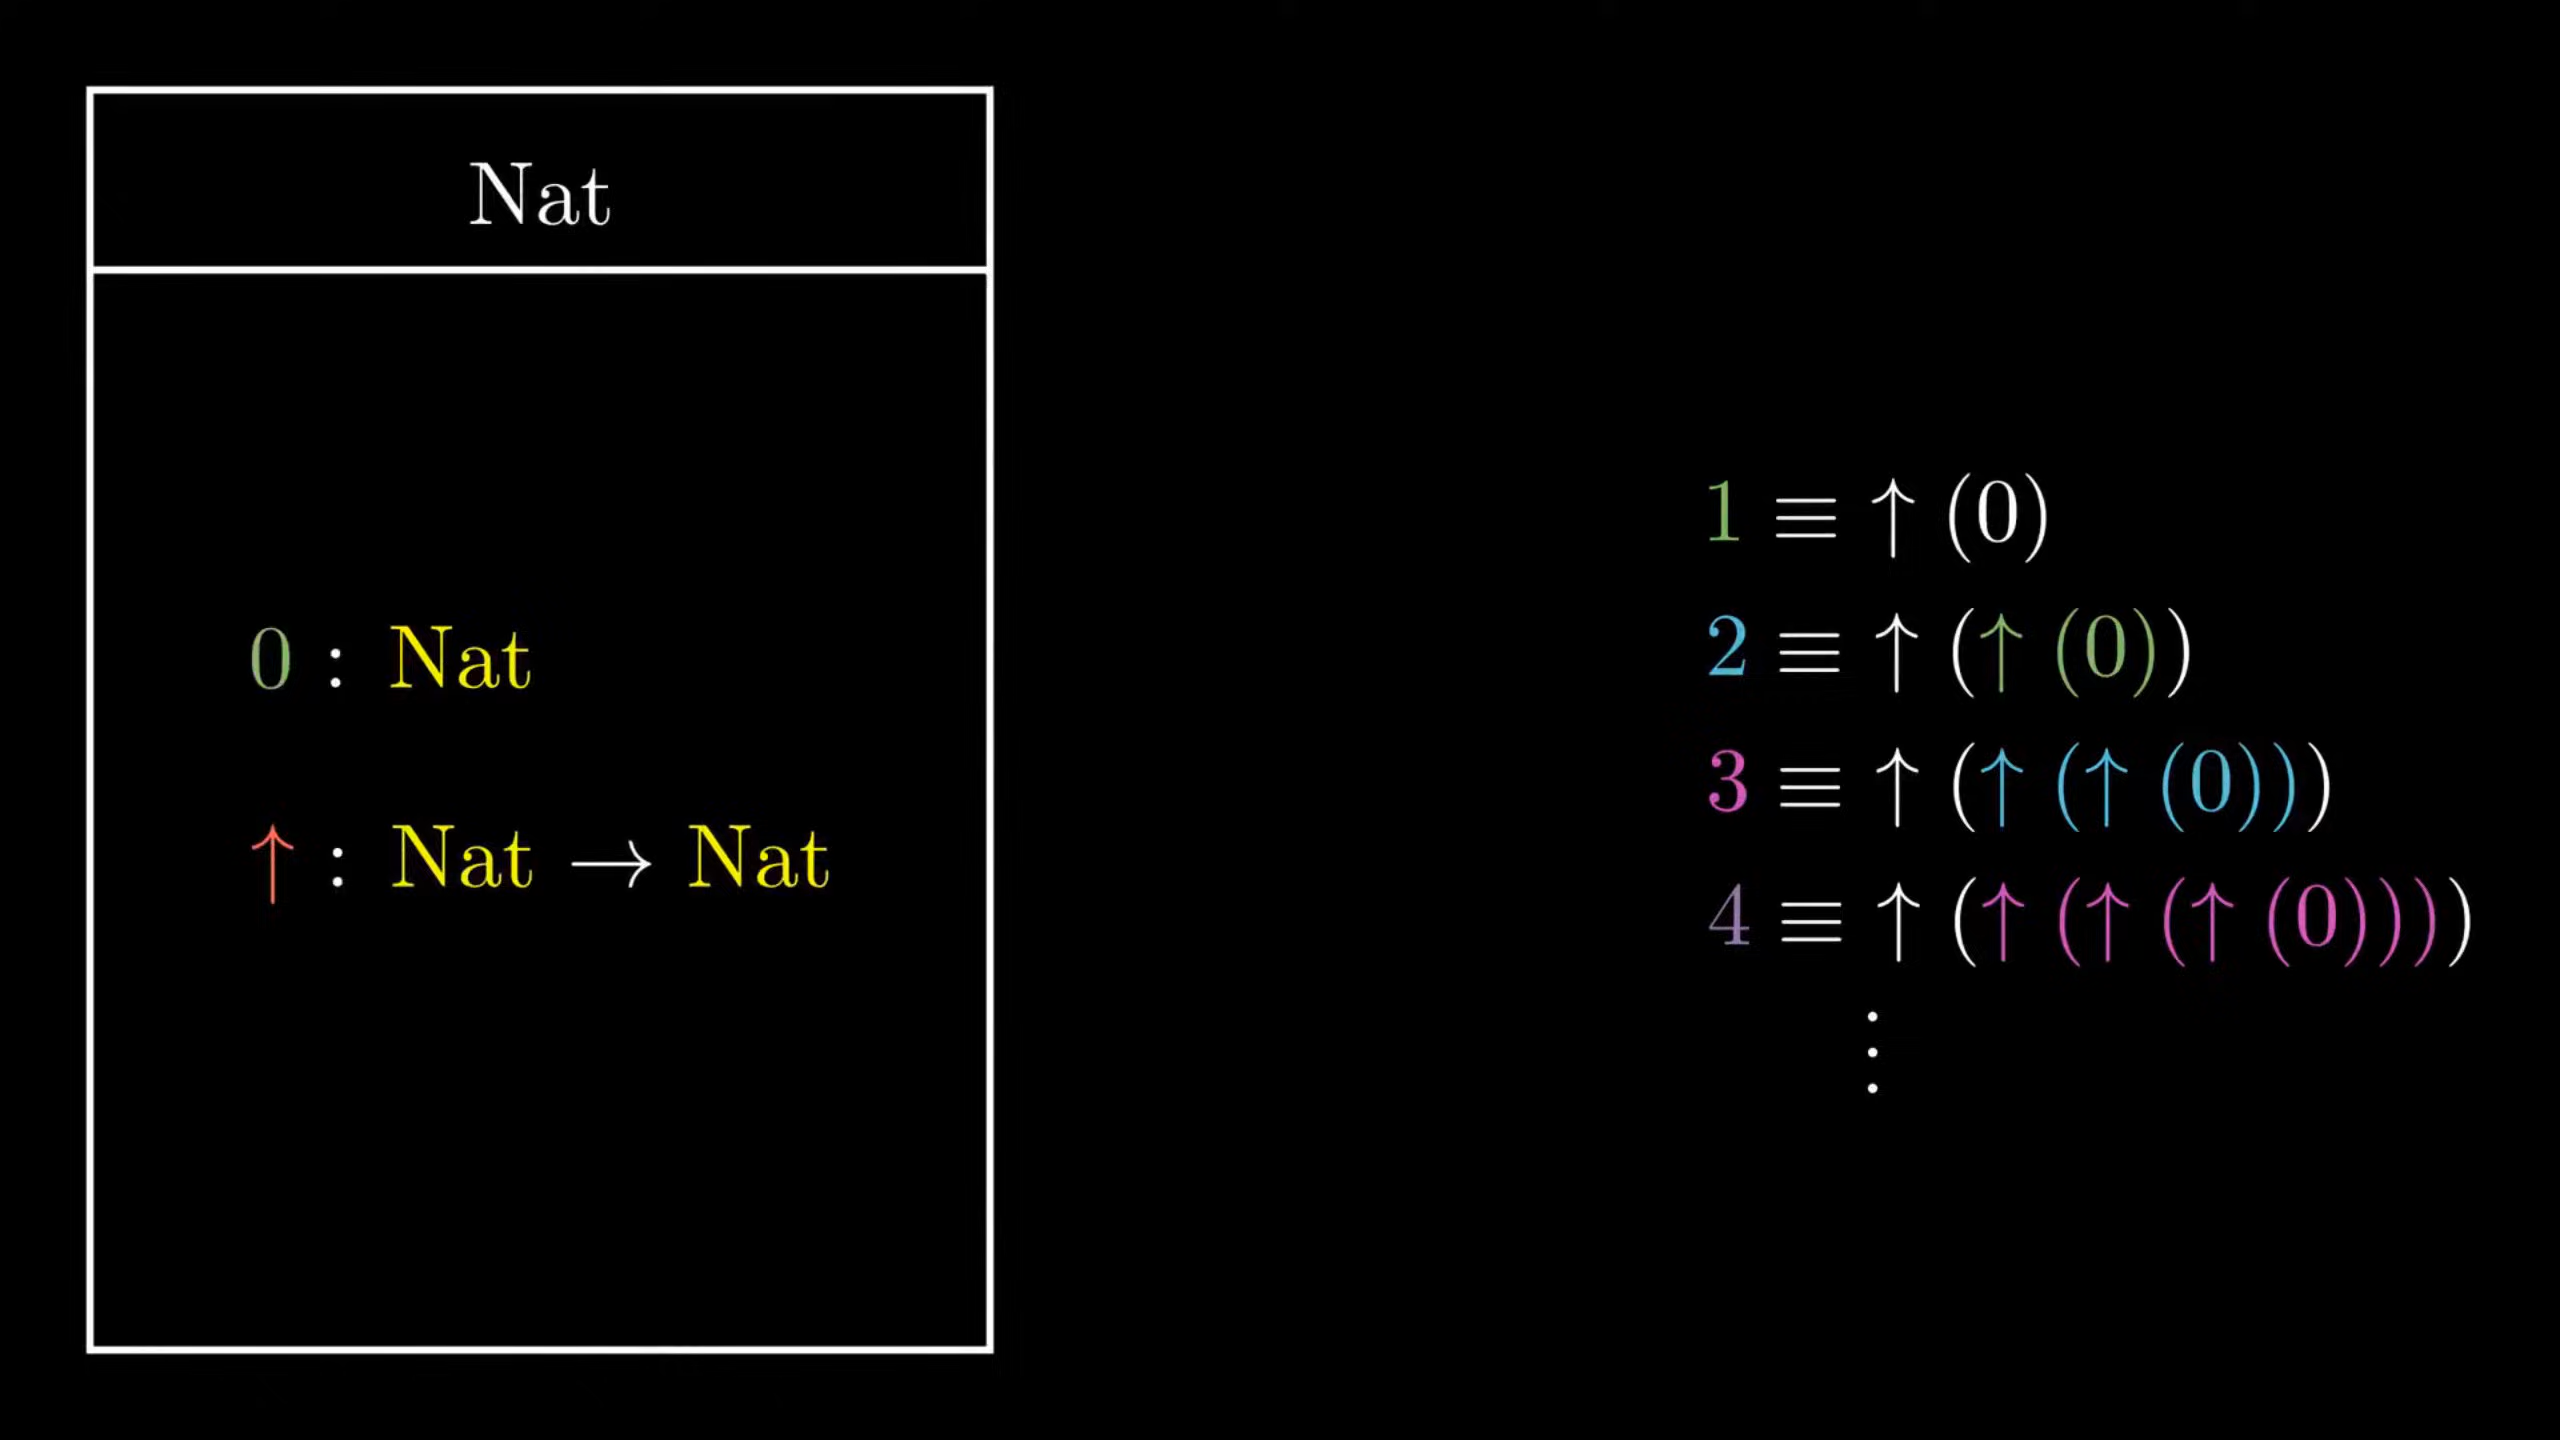 Nat
0 : Nat
↑ : Nat → Nat
1 ≡ ↑ (0)
2 ≡ ↑ (↑ (0))
3 ≡ ↑ (↑ (↑ (0)))
4 ≡ ↑ (↑ (↑ (↑ (0))))
⋮